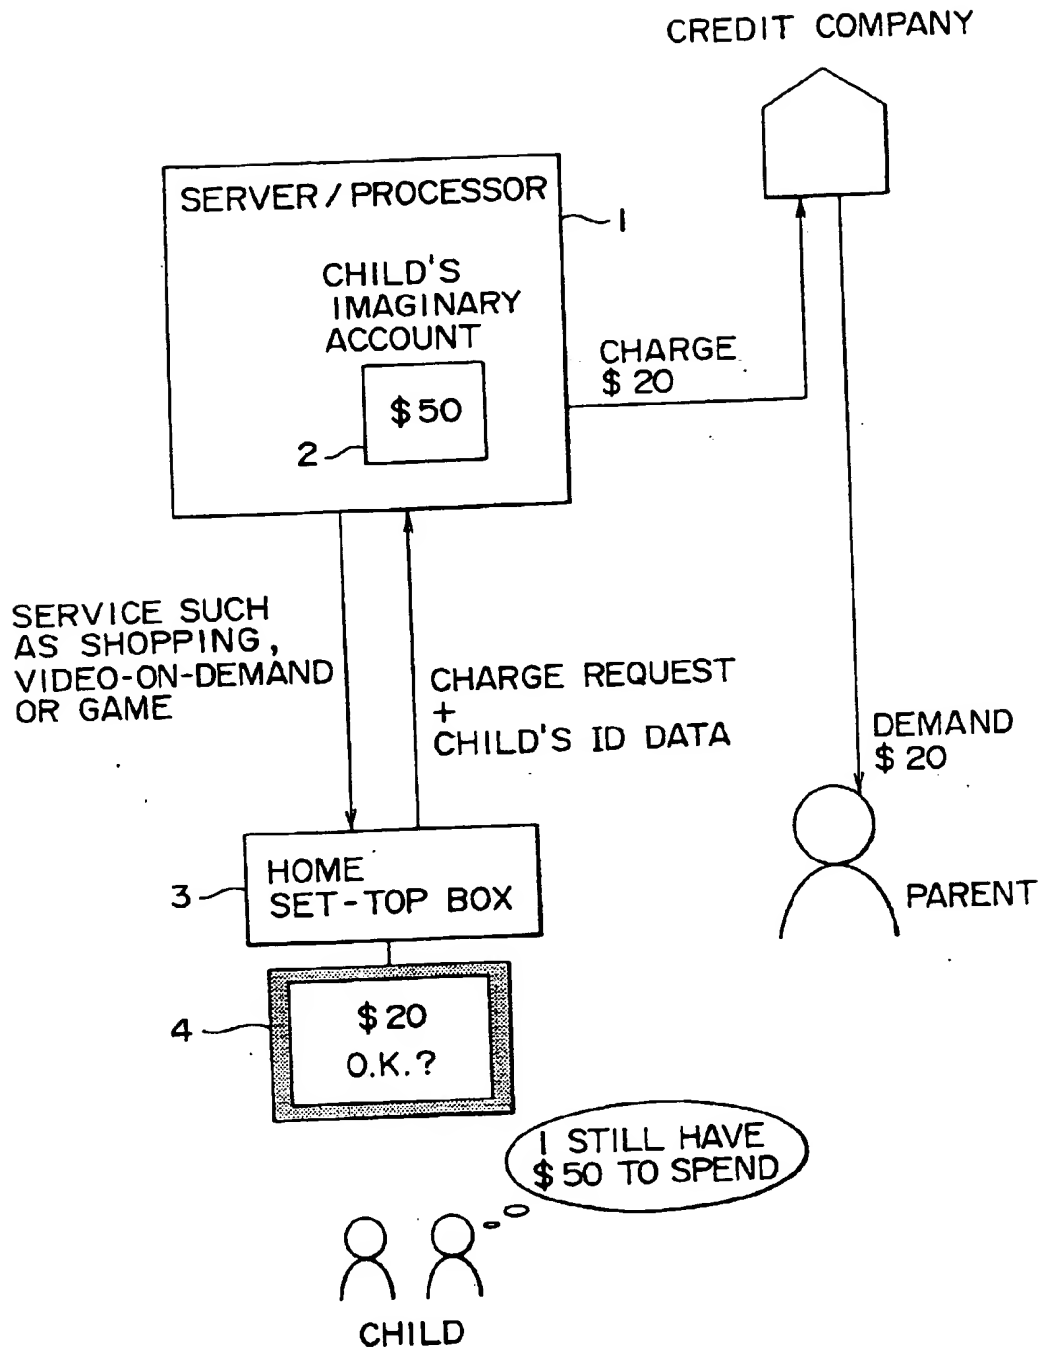 CREDIT COMPANY
SERVER/PROCESSOR
1
CHILD'S
IMAGINARY
ACCOUNT
$50
2
CHARGE
$20
SERVICE SUCH
AS SHOPPING,
VIDEO-ON-DEMAND
OR GAME
CHARGE REQUEST
+
CHILD'S ID DATA
DEMAND
$20
PARENT
3
HOME
SET-TOP BOX
4
$20
O.K.?
I STILL HAVE
$50 TO SPEND
CHILD